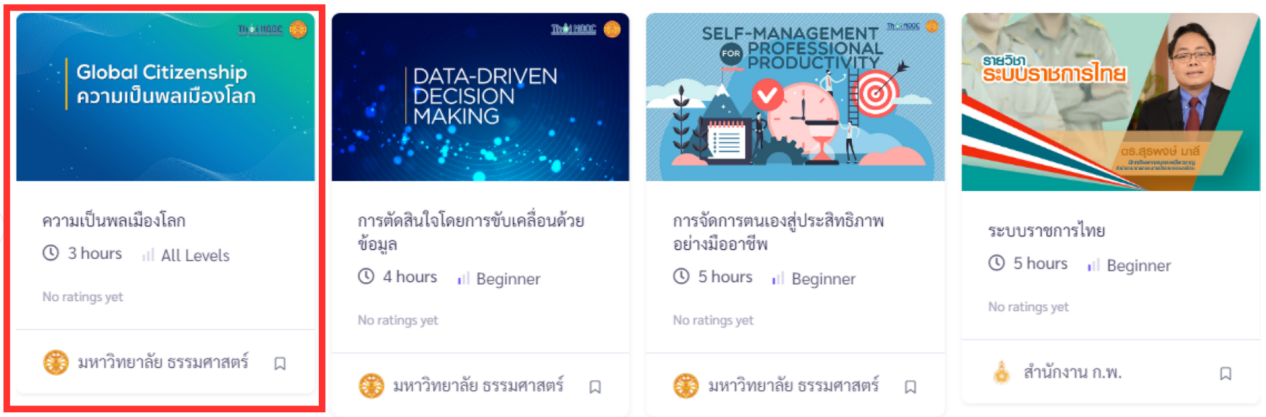 Thai MOOC
Global Citizenship
ความเป็นพลเมืองโลก
ความเป็นพลเมืองโลก
3 hours All Levels
No ratings yet
มหาวิทยาลัย ธรรมศาสตร์
Thai MOOC
DATA-DRIVEN
DECISION
MAKING
การตัดสินใจโดยการขับเคลื่อนด้วย
ข้อมูล
4 hours Beginner
No ratings yet
มหาวิทยาลัย ธรรมศาสตร์
Thai MOOC
SELF-MANAGEMENT
FOR PROFESSIONAL
PRODUCTIVITY
การจัดการตนเองสู่ประสิทธิภาพ
อย่างมืออาชีพ
5 hours Beginner
No ratings yet
มหาวิทยาลัย ธรรมศาสตร์
รายวิชา
ระบบราชการไทย
ดร.สุรพงษ์ มาลี
ระบบราชการไทย
5 hours Beginner
No ratings yet
สำนักงาน ก.พ.